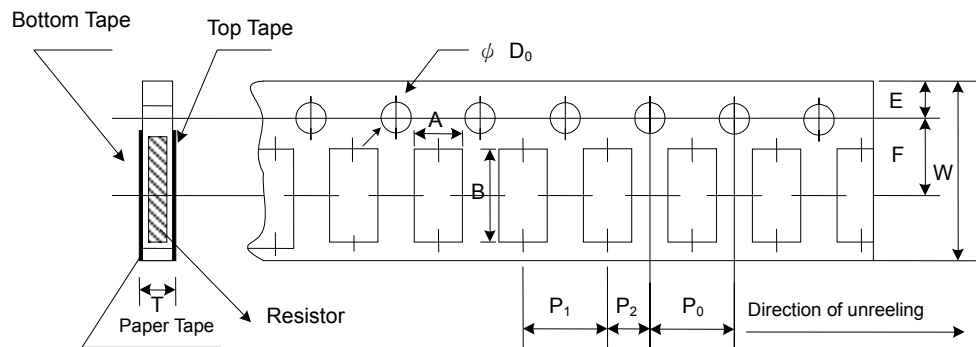 Bottom Tape
Top Tape
ψ D₀
E
A
F
W
B
T
Paper Tape
Resistor
P₁
P₂
P₀
Direction of unreeling